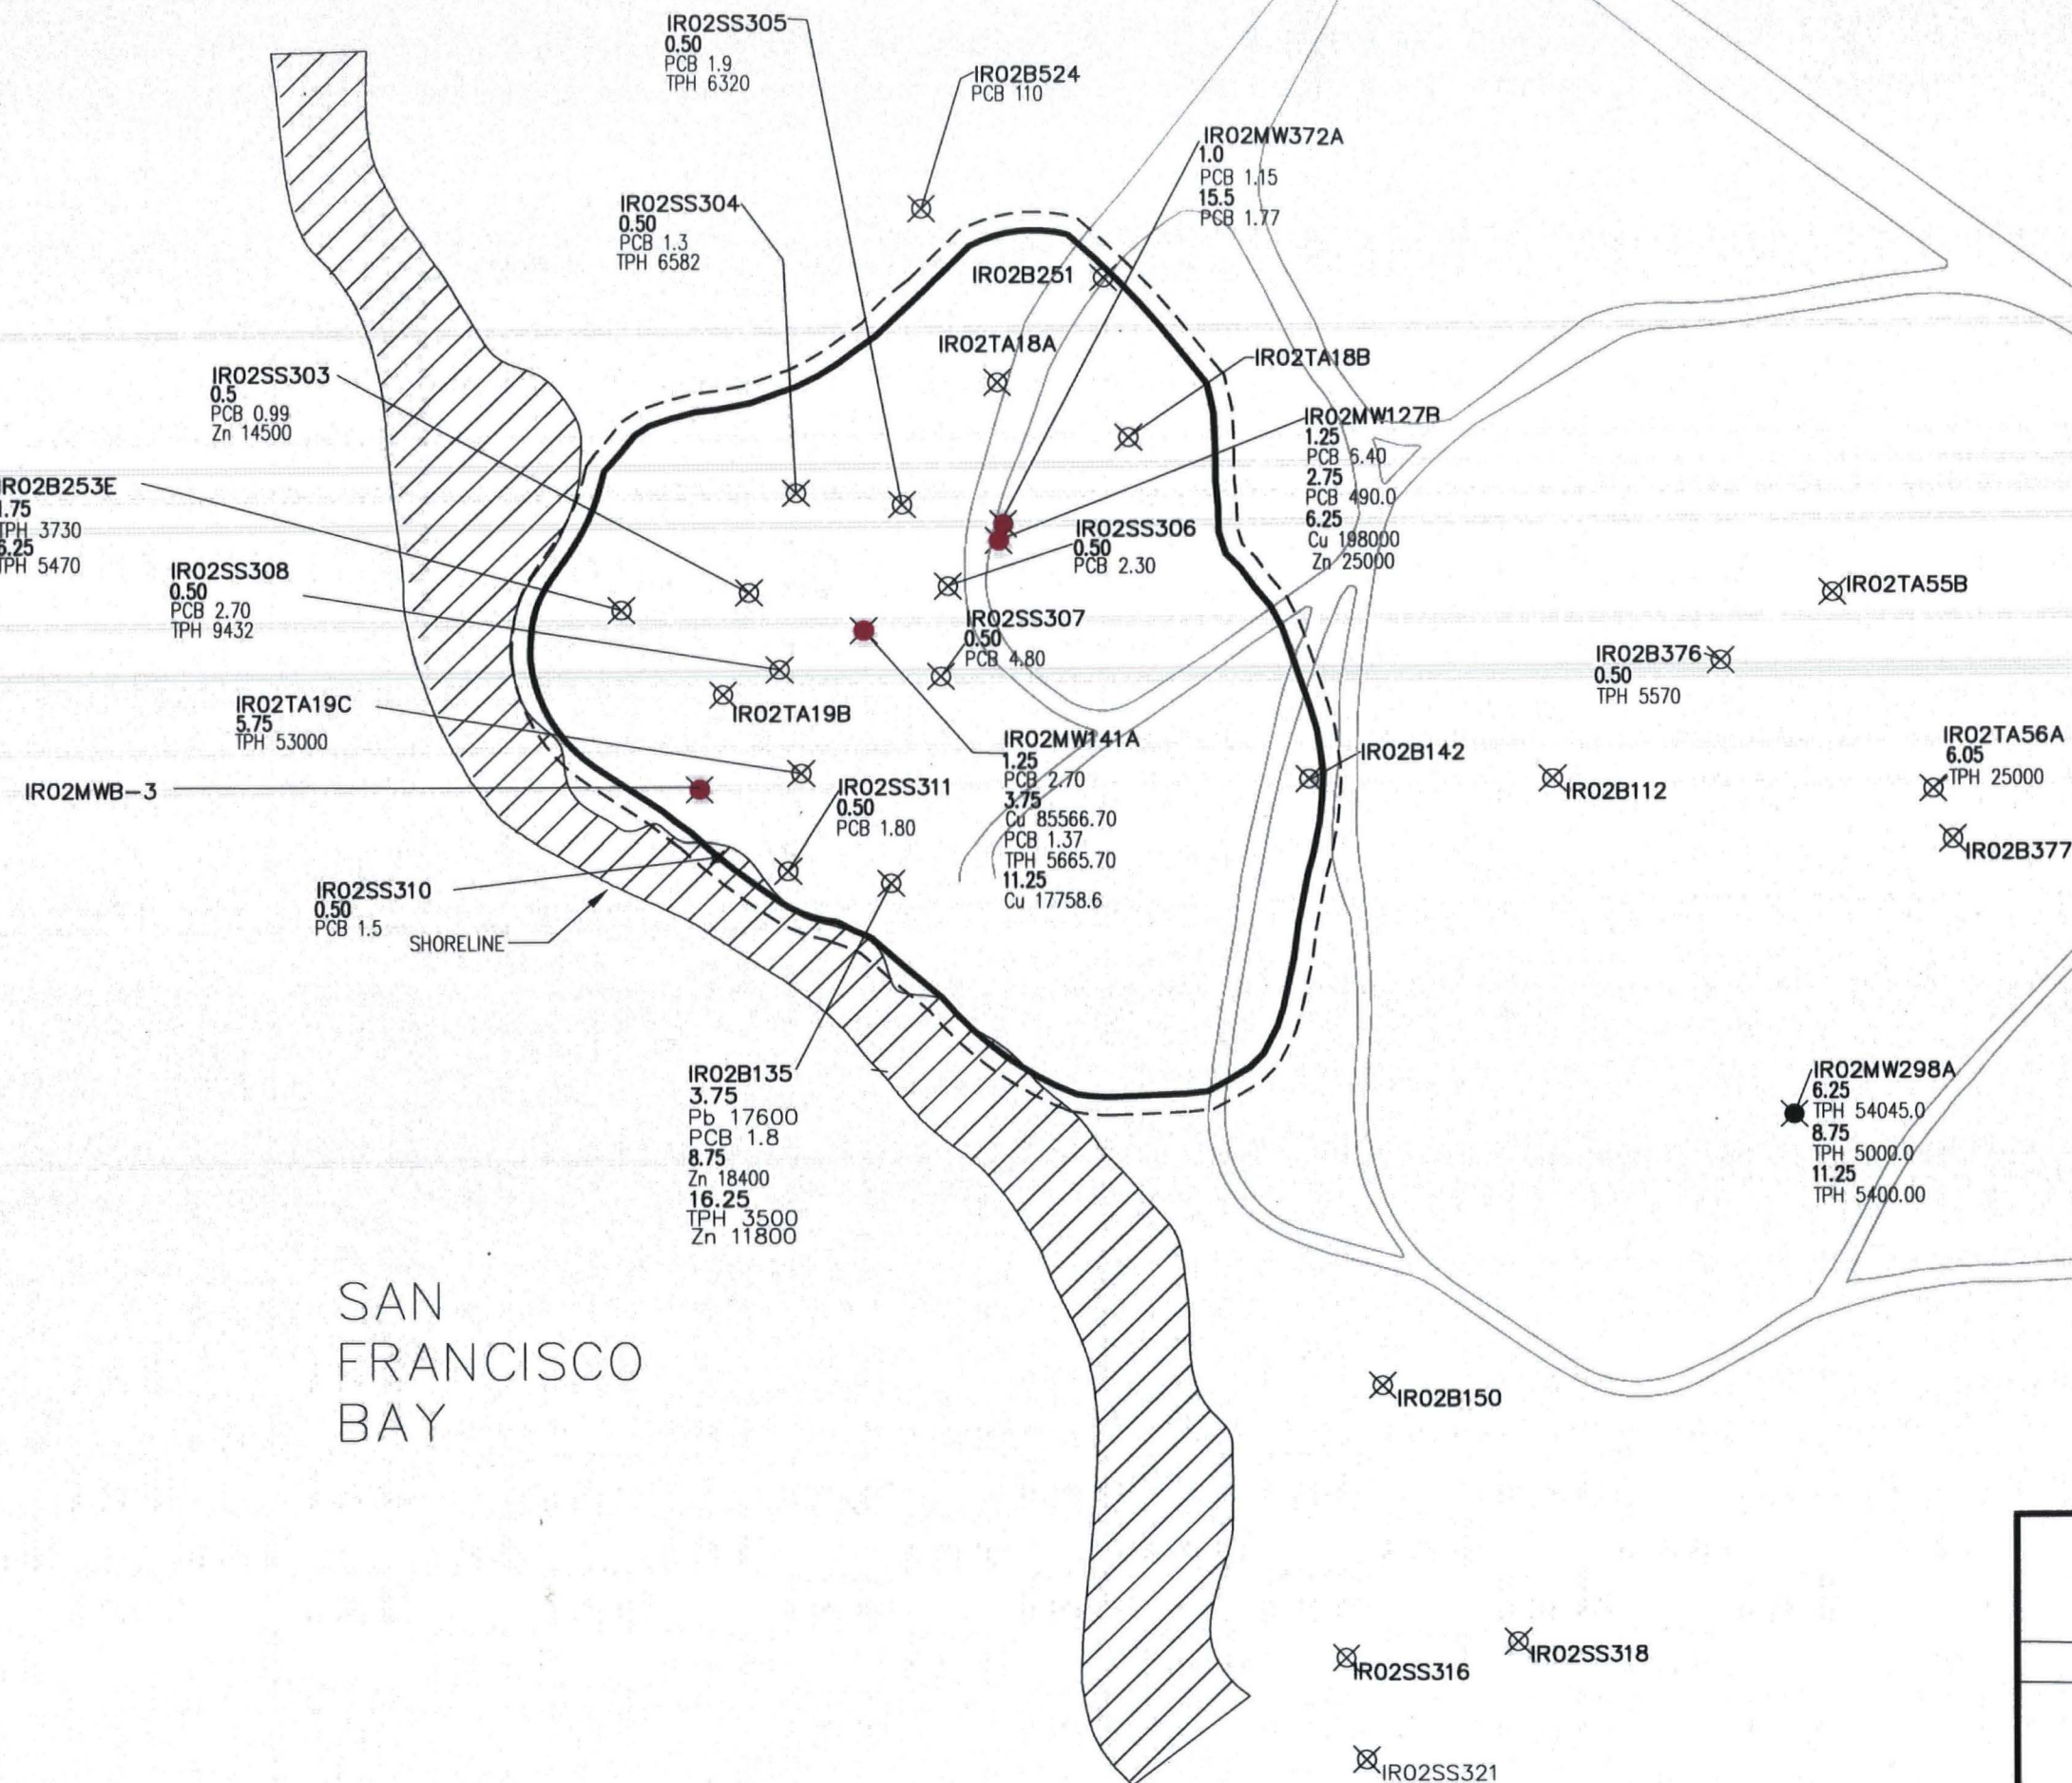 IR02SS305
0.50
PCB 1.9
TPH 6320
IR02B524
PCB 110
IR02MW372A
1.0
PCB 1.15
15.5
PCB 1.77
IR02SS304
0.50
PCB 1.3
TPH 6582
IR02B251
IR02TA18A
IR02TA18B
IR02SS303
0.5
PCB 0.99
Zn 14500
IR02MW127B
1.25
PCB 6.40
2.75
PCB 490.0
6.25
Cu 198000
Zn 25000
IR02B253E
1.75
TPH 3730
6.25
TPH 5470
IR02SS306
0.50
PCB 2.30
IR02SS308
0.50
PCB 2.70
TPH 9432
IR02TA55B
IR02SS307
0.50
PCB 4.80
IR02B376
0.50
TPH 5570
IR02TA19C
5.75
TPH 53000
IR02TA19B
IR02MW141A
1.25
PCB 2.70
3.75
Cu 85566.70
PCB 1.37
TPH 5665.70
11.25
Cu 17758.6
IR02B142
IR02TA56A
6.05
TPH 25000
IR02MWB-3
IR02SS311
0.50
PCB 1.80
IR02B112
IR02B377
IR02SS310
0.50
PCB 1.5
SHORELINE
IR02B135
3.75
Pb 17600
PCB 1.8
8.75
Zn 18400
16.25
TPH 3500
Zn 11800
IR02MW298A
6.25
TPH 54045.0
8.75
TPH 5000.0
11.25
TPH 5400.00
SAN
FRANCISCO
BAY
IR02B150
IR02SS316
IR02SS318
IR02SS321